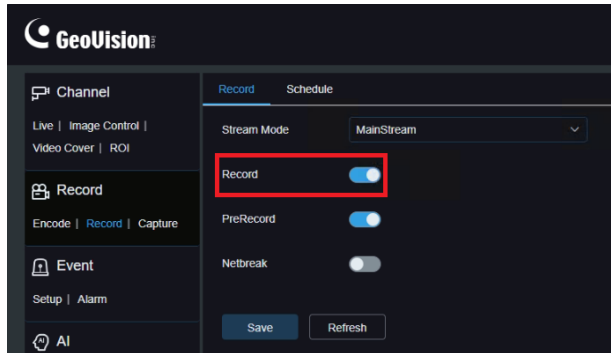 GeoVision
Channel
Live | Image Control |
Video Cover | ROI
Record
Encode | Record | Capture
Event
Setup | Alarm
AI
Record Schedule
Stream Mode MainStream
Record
PreRecord
Netbreak
Save Refresh